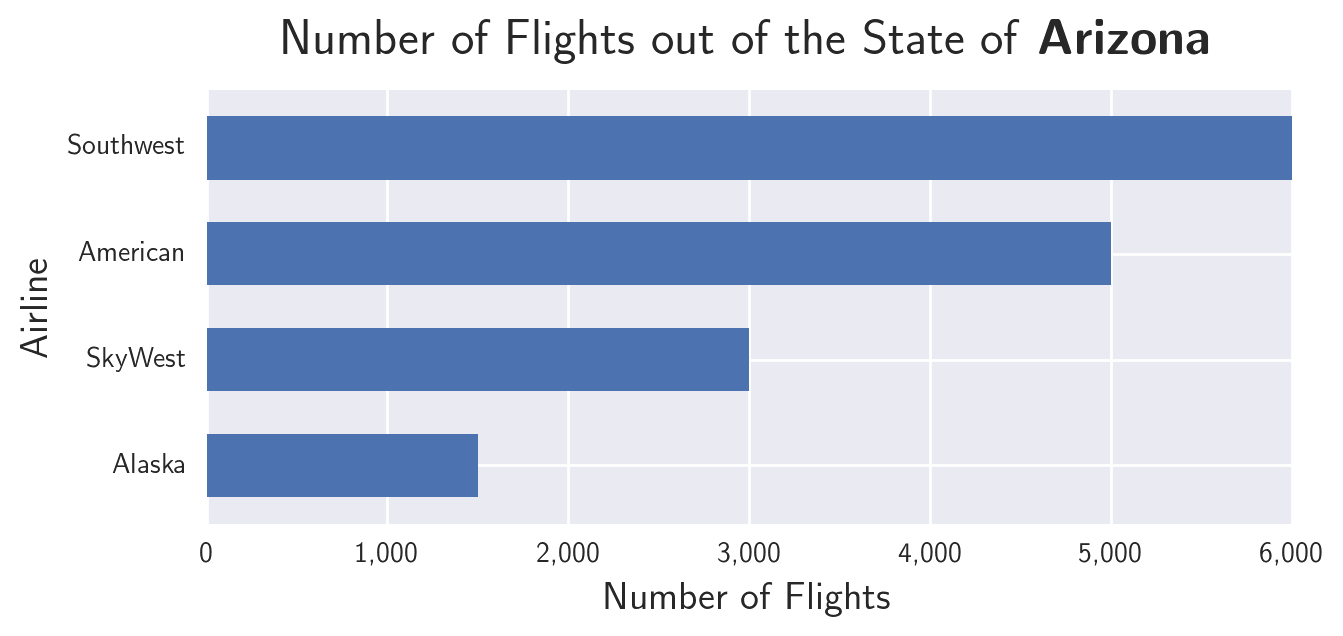 Number of Flights out of the State of Arizona
Southwest
American
SkyWest
Alaska
Airline
0 1,000 2,000 3,000 4,000 5,000 6,000
Number of Flights